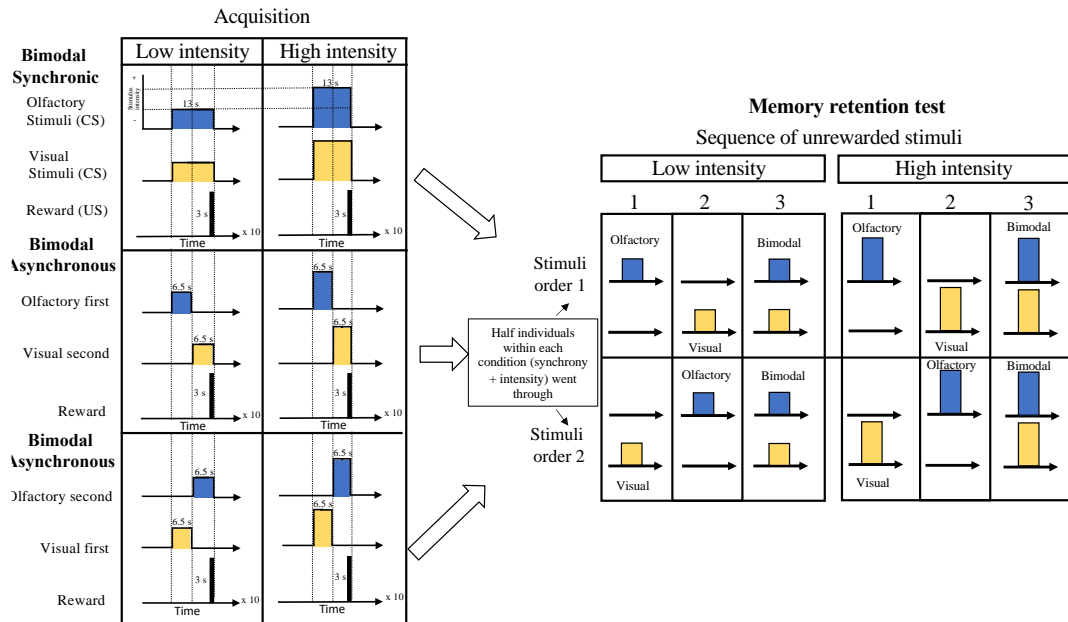 Acquisition
Low intensity
High intensity
Bimodal
Synchronic
Olfactory
Stimuli (CS)
+
Stimulus
intensity
-
13 s
13 s
Visual
Stimuli (CS)
Reward (US)
3 s
x 10
Time
3 s
x 10
Time
Bimodal
Asynchronous
Olfactory first
6.5 s
6.5 s
Visual second
6.5 s
6.5 s
Reward
3 s
x 10
Time
3 s
x 10
Time
Bimodal
Asynchronous
Olfactory second
6.5 s
6.5 s
Visual first
6.5 s
6.5 s
Reward
3 s
x 10
Time
3 s
x 10
Time
Half individuals
within each
condition (synchrony
+ intensity) went
through
Stimuli
order 1
Stimuli
order 2
Memory retention test
Sequence of unrewarded stimuli
Low intensity
High intensity
1
2
3
1
2
3
Olfactory
Bimodal
Visual
Olfactory
Bimodal
Visual
Olfactory
Bimodal
Visual
Olfactory
Bimodal
Visual